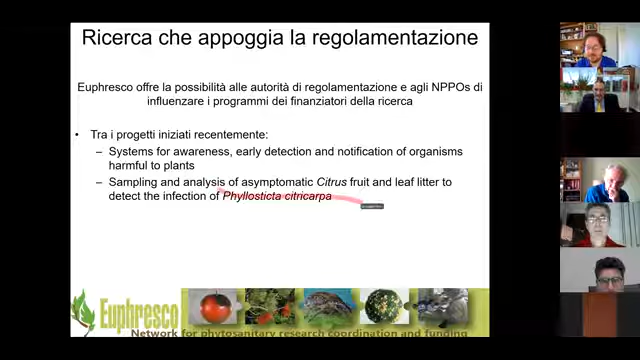 Ricerca che appoggia la regolamentazione
Euphresco offre la possibilità alle autorità di regolamentazione e agli NPPOs di
influenzare i programmi dei finanziatori della ricerca
• Tra i progetti iniziati recentemente:
– Systems for awareness, early detection and notification of organisms
harmful to plants
– Sampling and analysis of asymptomatic Citrus fruit and leaf litter to
detect the infection of Phyllosticta citricarpa
Euphresco
Network for phytosanitary research coordination and funding